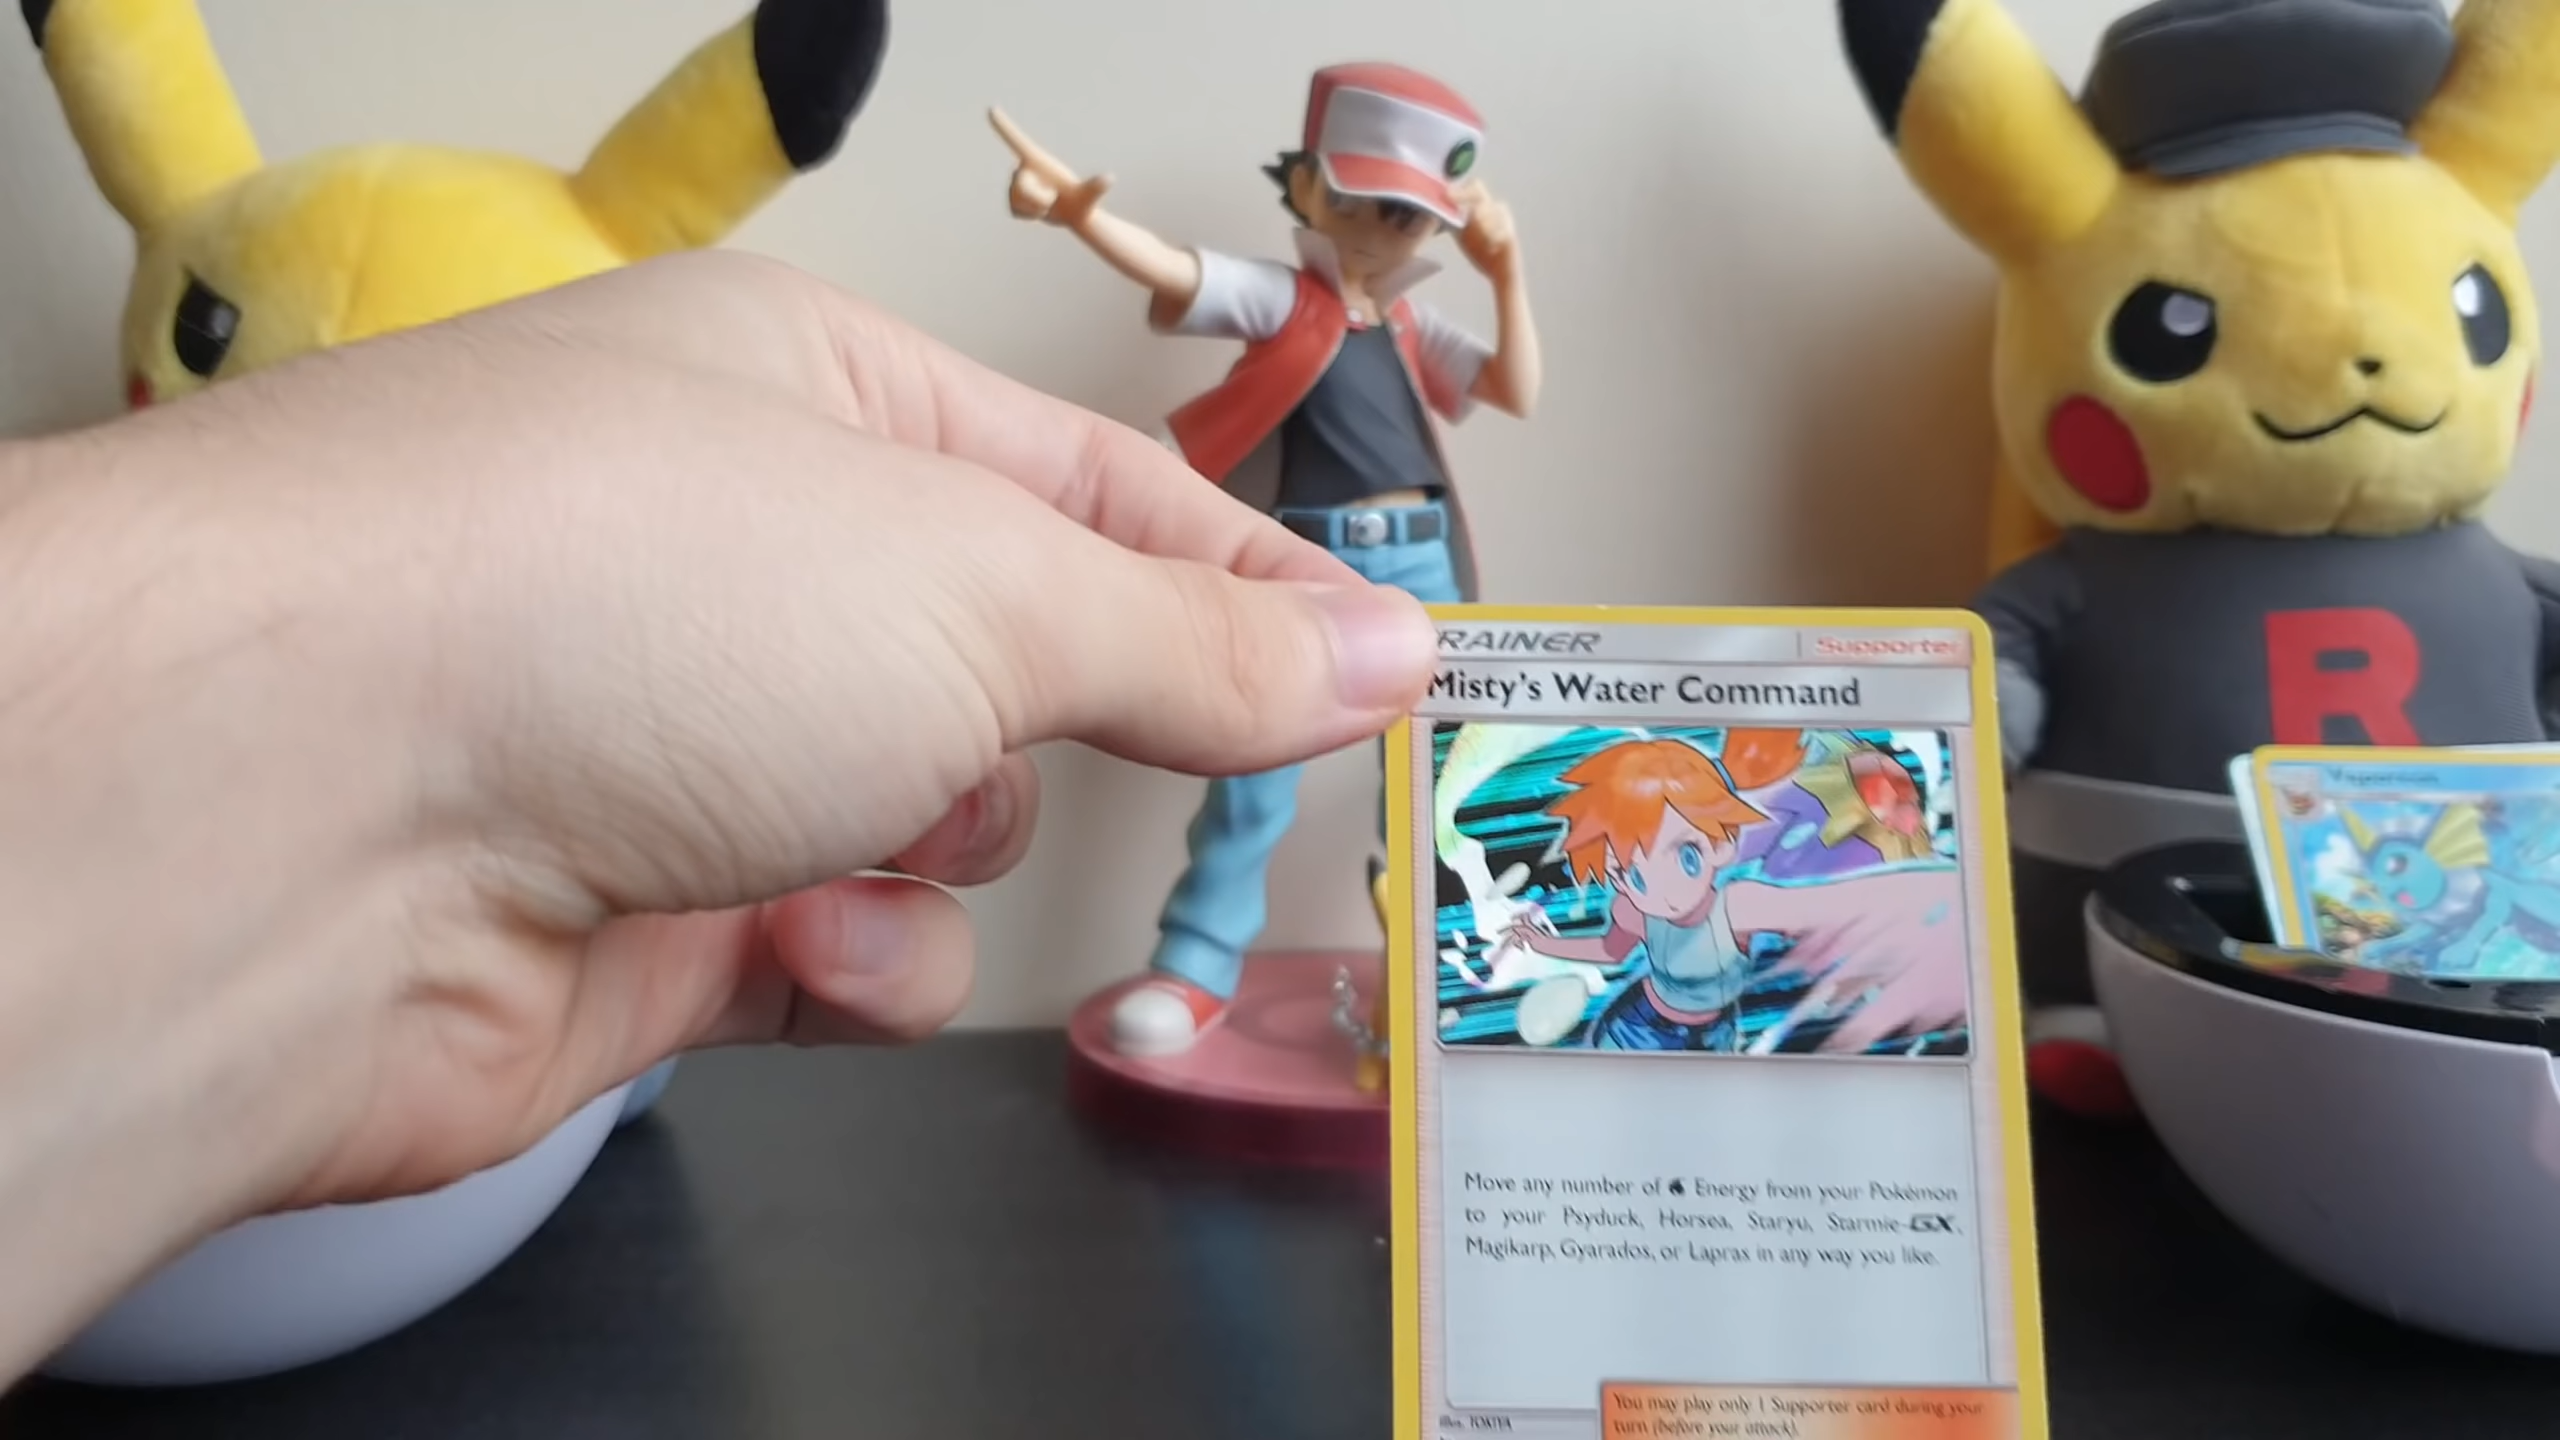 RAINER
Supporter
Misty's Water Command
R
Vaporeon
Move any number of Energy from your Pokémon
to your Psyduck, Horsea, Staryu, Starmie-GX,
Magikarp, Gyarados, or Lapras in any way you like.
You may play only 1 Supporter card during your
turn (before your attack).
Illus. TOKIYA